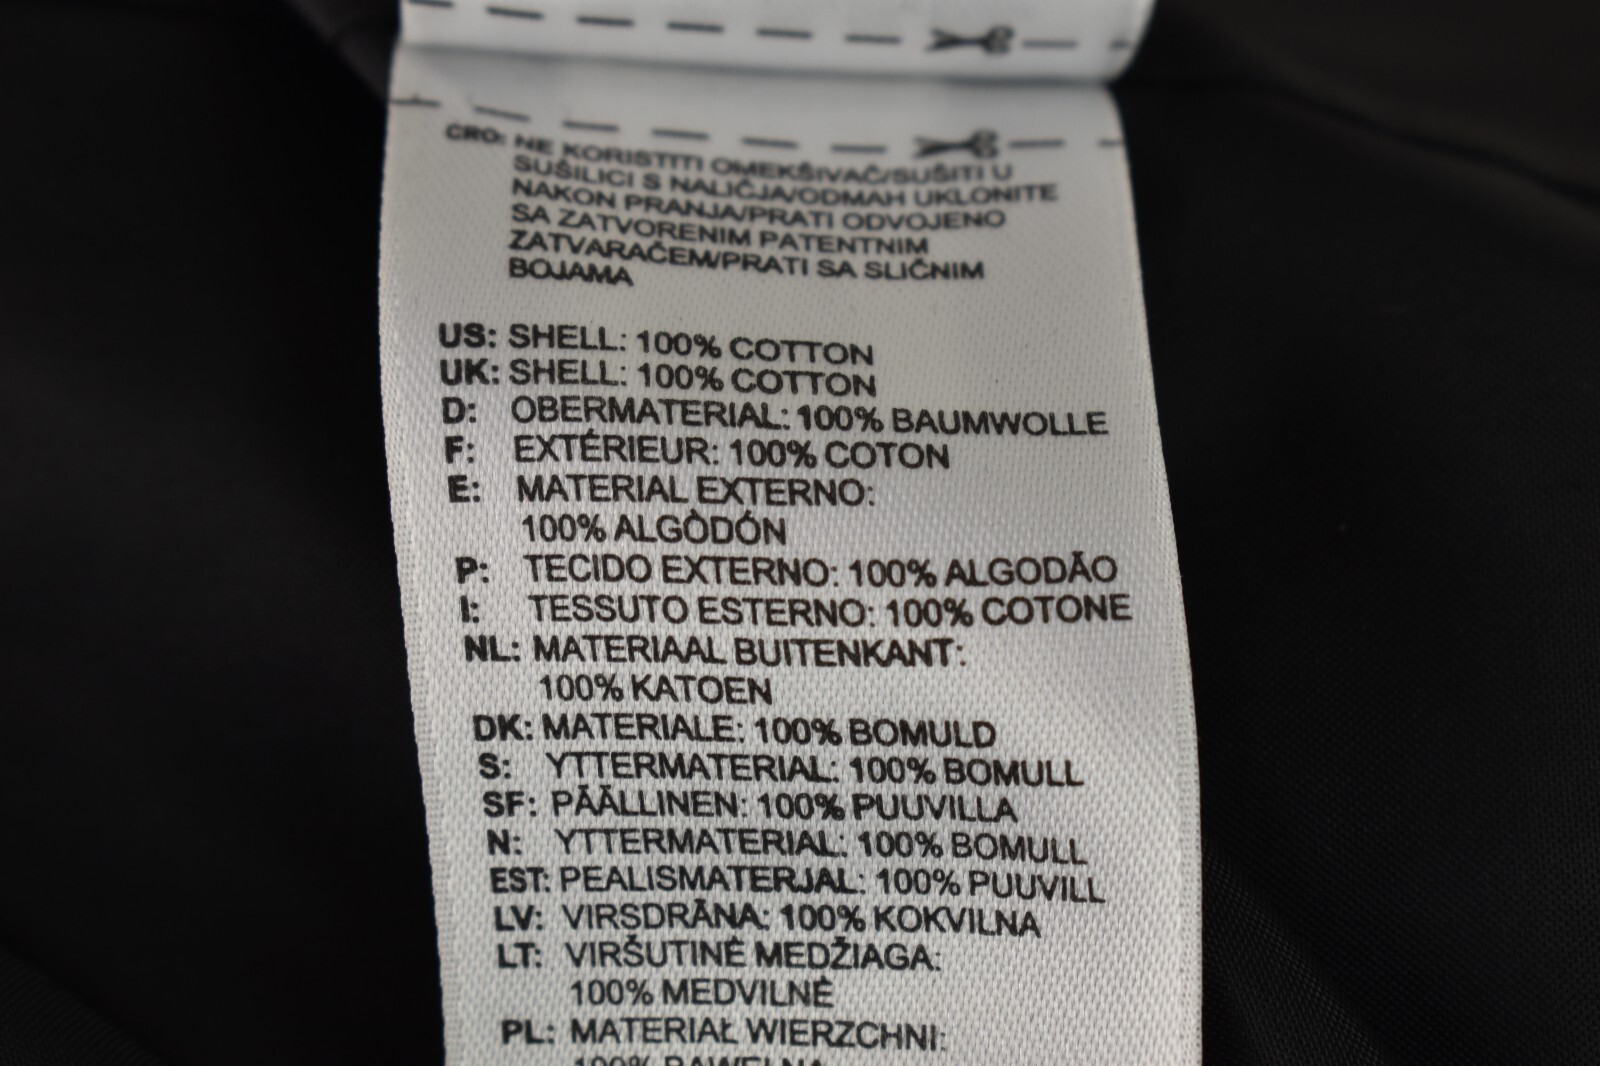 CRO: NE KORISTITI OMEKŠIVAČ/SUŠITI U
SUŠILICI S NALIČJA/ODMAH UKLONITE
NAKON PRANJA/PRATI ODVOJENO
SA ZATVORENIM PATENTNIM
ZATVARAČEM/PRATI SA SLIČNIM
BOJAMA
US: SHELL: 100% COTTON
UK: SHELL: 100% COTTON
D: OBERMATERIAL: 100% BAUMWOLLE
F: EXTÉRIEUR: 100% COTON
E: MATERIAL EXTERNO:
100% ALGÒDÓN
P: TECIDO EXTERNO: 100% ALGODÃO
I: TESSUTO ESTERNO: 100% COTONE
NL: MATERIAAL BUITENKANT:
100% KATOEN
DK: MATERIALE: 100% BOMULD
S: YTTERMATERIAL: 100% BOMULL
SF: PÄÄLLINEN: 100% PUUVILLA
N: YTTERMATERIAL: 100% BOMULL
EST: PEALISMATERJAL: 100% PUUVILL
LV: VIRSDRĀNA: 100% KOKVILNA
LT: VIRŠUTINĖ MEDŽIAGA:
100% MEDVILNĖ
PL: MATERIAŁ WIERZCHNI:
100% BAWEŁNA